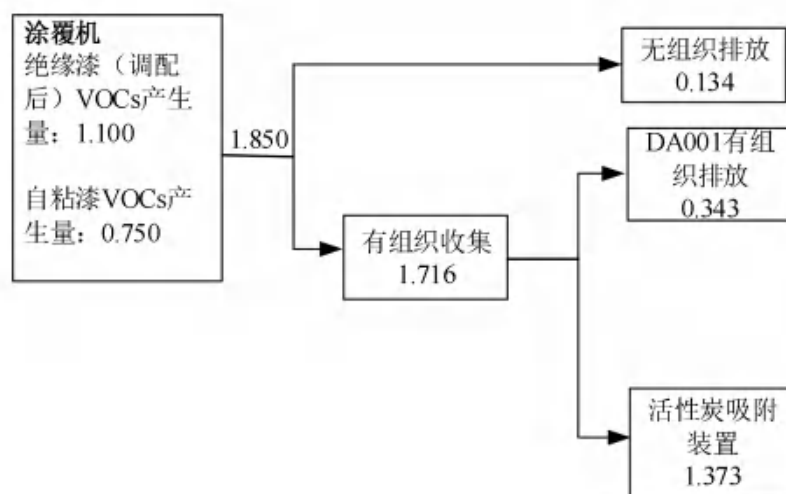 涂覆机
绝缘漆（调配
后）VOCs产生
量：1.100
自粘漆VOCs产
生量：0.750
1.850
无组织排放
0.134
DA001有组
织排放
0.343
有组织收集
1.716
活性炭吸附
装置
1.373